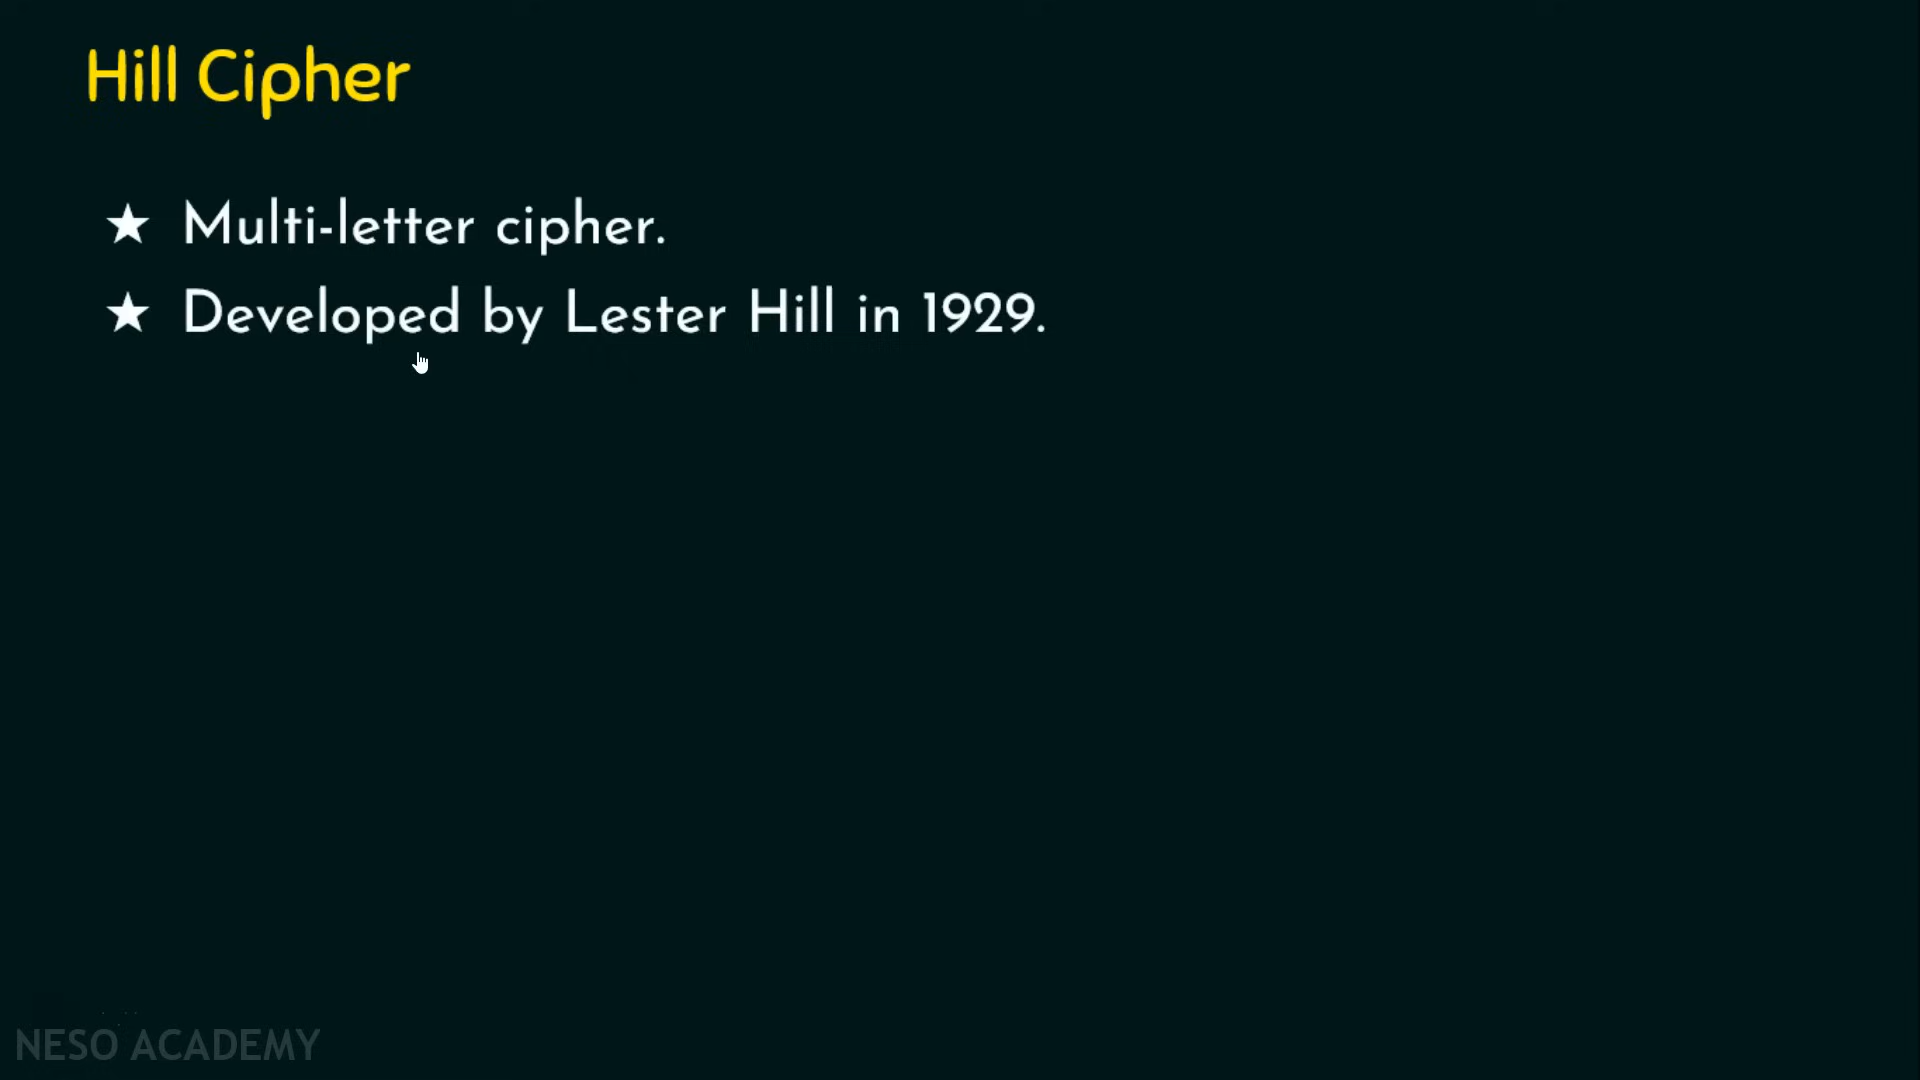 Hill Cipher
★ Multi-letter cipher.
★ Developed by Lester Hill in 1929.
NESO ACADEMY